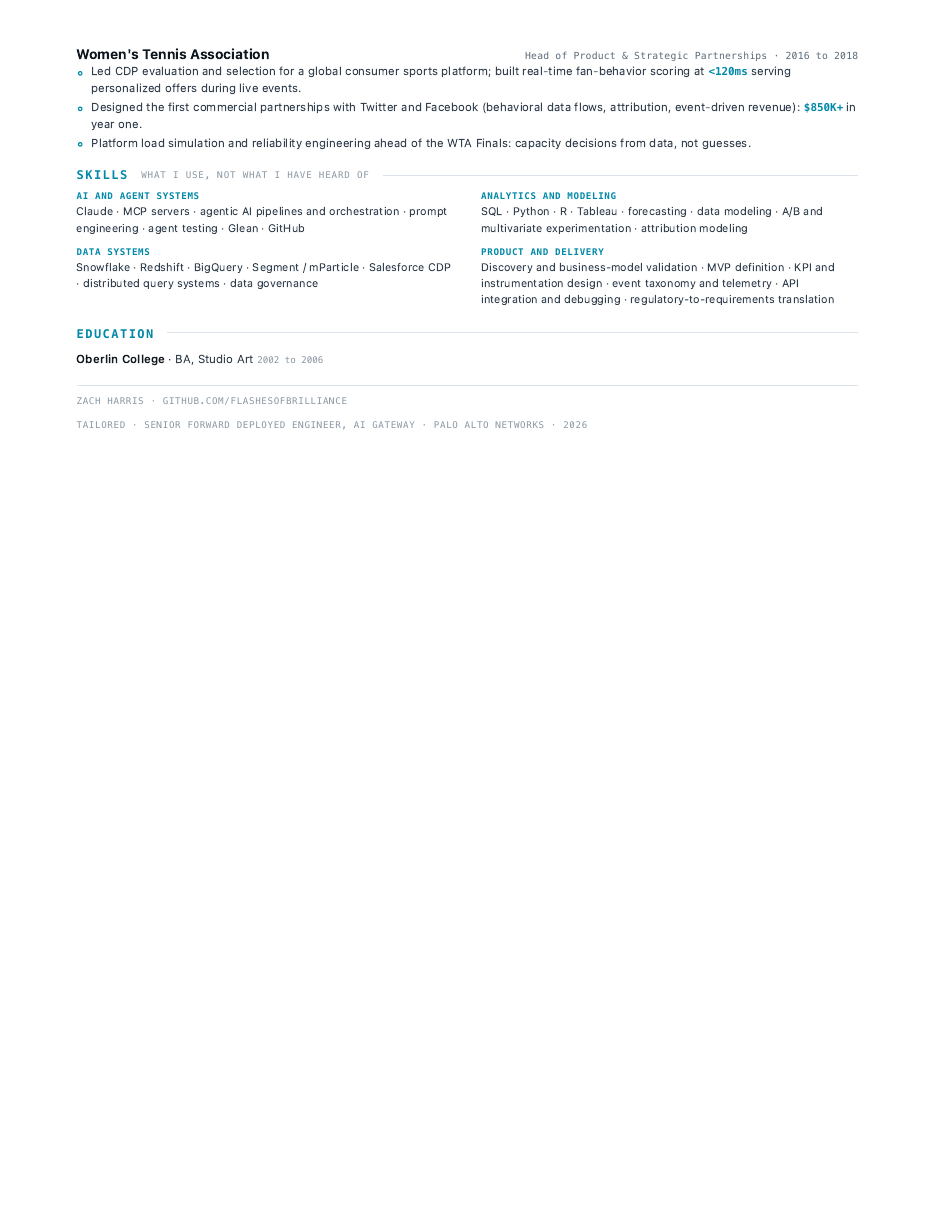 Women's Tennis Association
Head of Product & Strategic Partnerships · 2016 to 2018
Led CDP evaluation and selection for a global consumer sports platform; built real-time fan-behavior scoring at <120ms serving
personalized offers during live events.
Designed the first commercial partnerships with Twitter and Facebook (behavioral data flows, attribution, event-driven revenue): $850K+ in
year one.
Platform load simulation and reliability engineering ahead of the WTA Finals: capacity decisions from data, not guesses.
SKILLS WHAT I USE, NOT WHAT I HAVE HEARD OF
AI AND AGENT SYSTEMS
Claude · MCP servers · agentic AI pipelines and orchestration · prompt
engineering · agent testing · Glean · GitHub
ANALYTICS AND MODELING
SQL · Python · R · Tableau · forecasting · data modeling · A/B and
multivariate experimentation · attribution modeling
DATA SYSTEMS
Snowflake · Redshift · BigQuery · Segment / mParticle · Salesforce CDP
· distributed query systems · data governance
PRODUCT AND DELIVERY
Discovery and business-model validation · MVP definition · KPI and
instrumentation design · event taxonomy and telemetry · API
integration and debugging · regulatory-to-requirements translation
EDUCATION
Oberlin College · BA, Studio Art 2002 to 2006
ZACH HARRIS · GITHUB.COM/FLASHESOFBRILLIANCE
TAILORED · SENIOR FORWARD DEPLOYED ENGINEER, AI GATEWAY · PALO ALTO NETWORKS · 2026